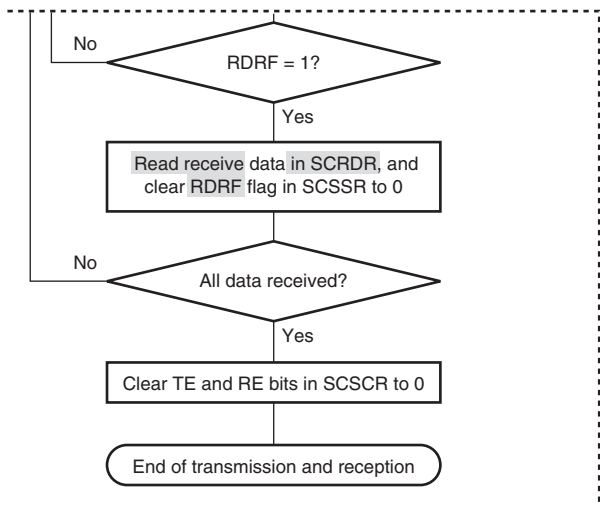 No
RDRF = 1?
Yes
Read receive data in SCRDR, and
clear RDRF flag in SCSSR to 0
No
All data received?
Yes
Clear TE and RE bits in SCSCR to 0
End of transmission and reception